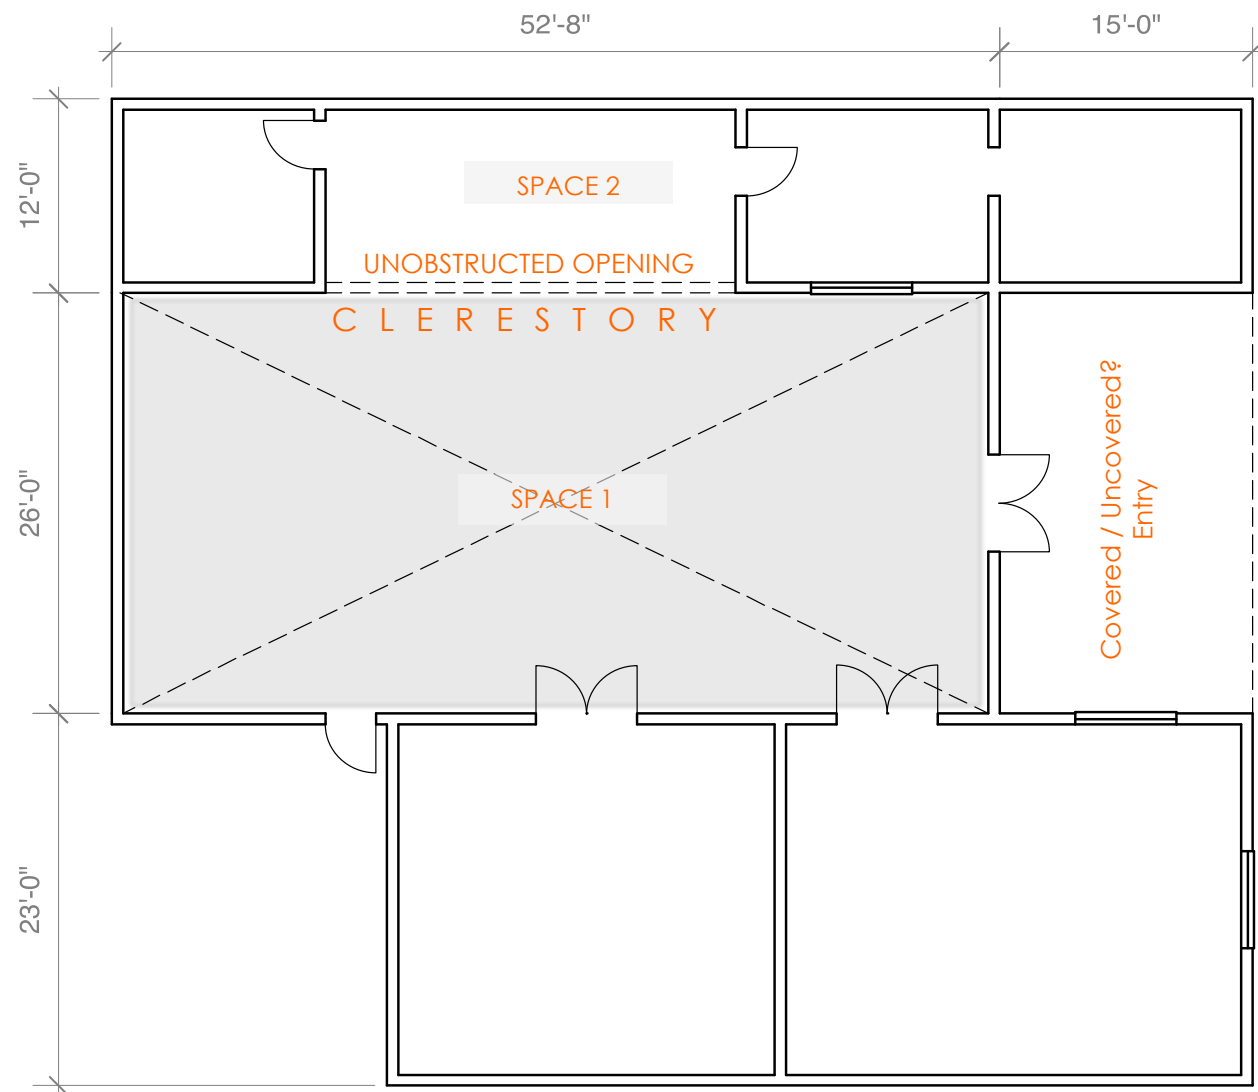 52'-8"
15'-0"
12'-0"
SPACE 2
UNOBSTRUCTED OPENING
CLERESTORY
26'-0"
SPACE 1
Covered / Uncovered?
Entry
23'-0"